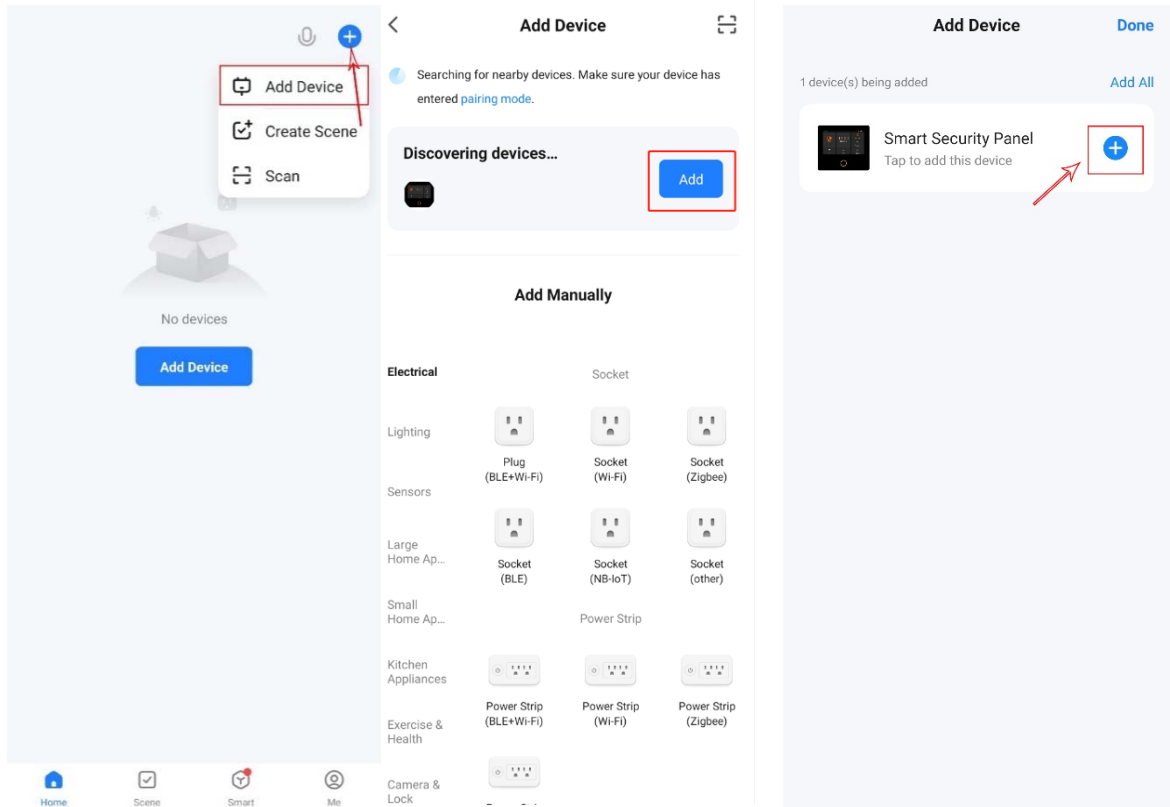 Add Device
Create Scene
Scan
No devices
Add Device
Home
Scene
Smart
Me
Add Device
Searching for nearby devices. Make sure your device has
entered pairing mode.
Discovering devices...
Add
Add Manually
Electrical
Lighting
Sensors
Large
Home Ap...
Small
Home Ap...
Kitchen
Appliances
Exercise &
Health
Camera &
Lock
Socket
Plug
(BLE+Wi-Fi)
Socket
(Wi-Fi)
Socket
(Zigbee)
Socket
(BLE)
Socket
(NB-IoT)
Socket
(other)
Power Strip
Power Strip
(BLE+Wi-Fi)
Power Strip
(Wi-Fi)
Power Strip
(Zigbee)
Add Device
Done
1 device(s) being added
Add All
Smart Security Panel
Tap to add this device